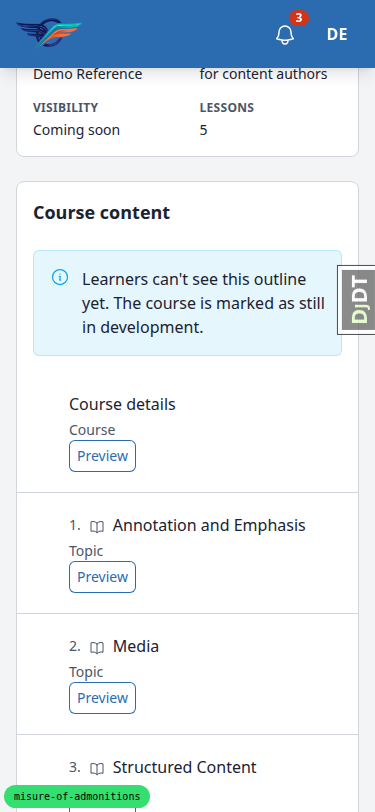 3
DE
Demo Reference
for content authors
VISIBILITY
LESSONS
Coming soon
5
Course content
Learners can't see this outline
yet. The course is marked as still
in development.
DJDT
Course details
Course
Preview
1. Annotation and Emphasis
Topic
Preview
2. Media
Topic
Preview
3. Structured Content
misure-of-admonitions